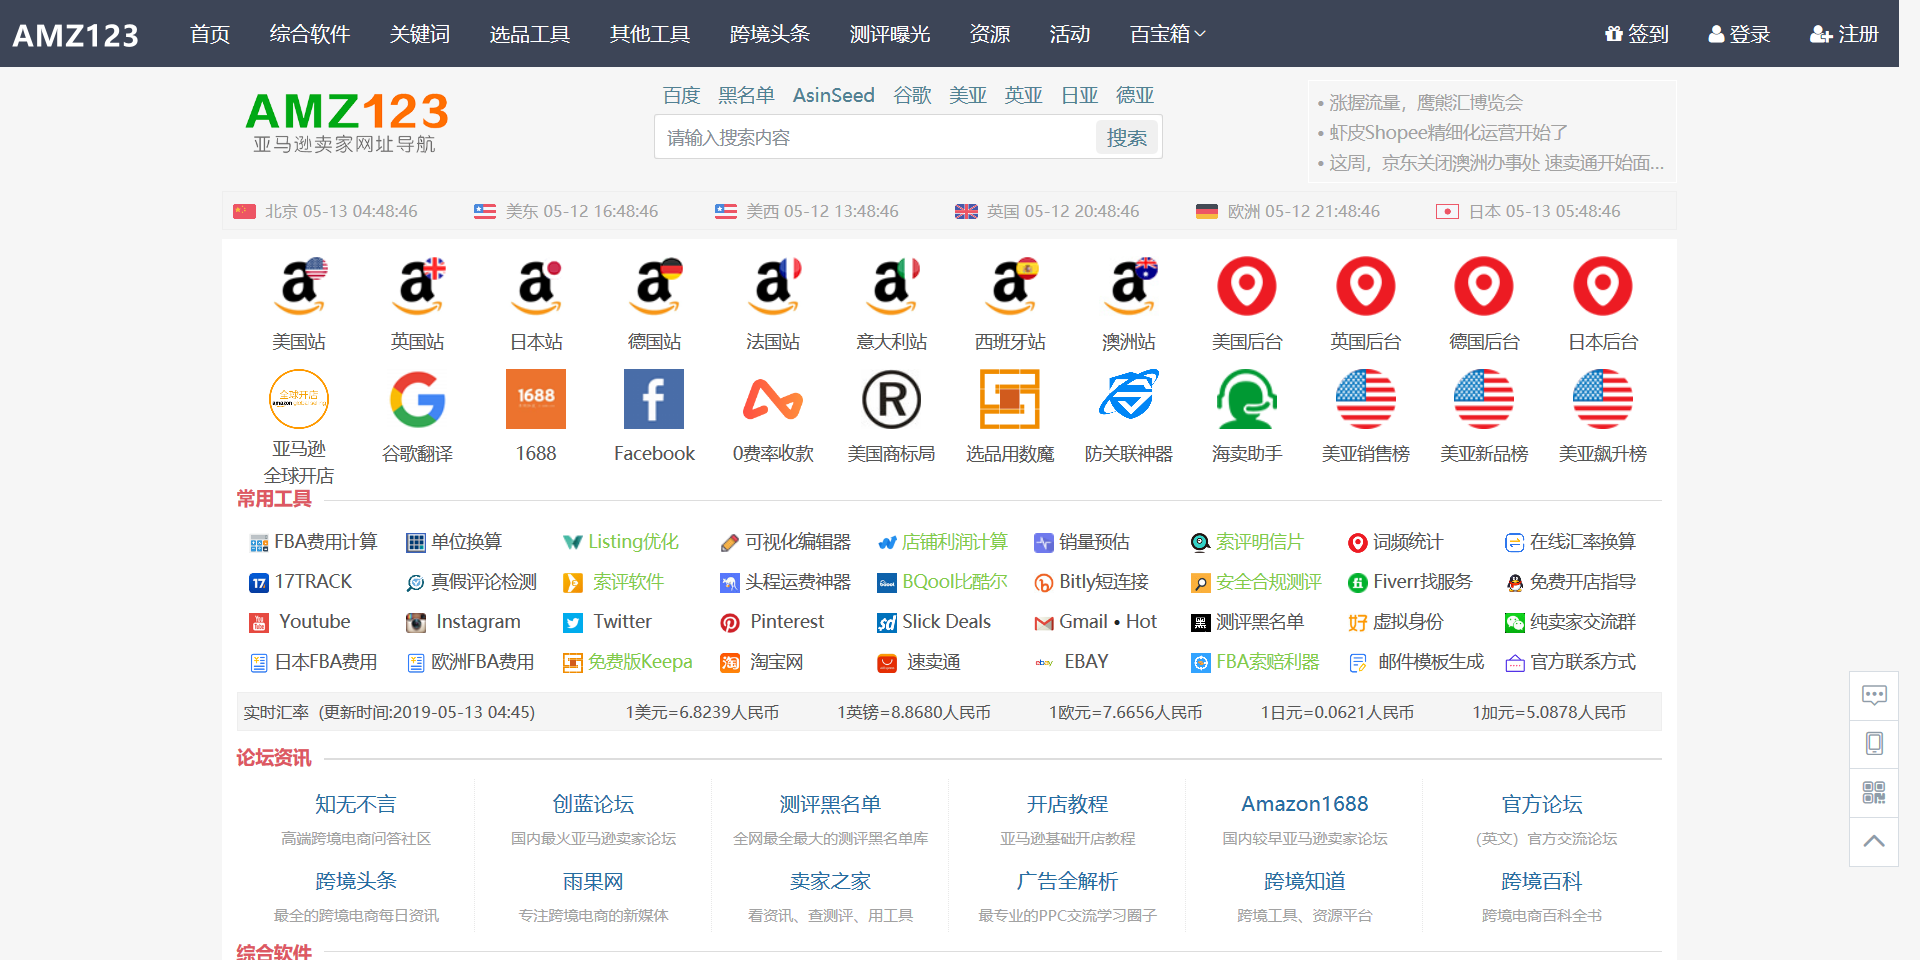 AMZ123 首页 综合软件 关键词 选品工具 其他工具 跨境头条 测评曝光 资源 活动 百宝箱 签到 登录 注册
AMZ123
亚马逊卖家网址导航
百度 黑名单 AsinSeed 谷歌 美亚 英亚 日亚 德亚
请输入搜索内容 搜索
• 涨握流量，鹰熊汇博览会
• 虾皮Shopee精细化运营开始了
• 这周，京东关闭澳洲办事处 速卖通开始面...
北京 05-13 04:48:46 美东 05-12 16:48:46 美西 05-12 13:48:46 英国 05-12 20:48:46 欧洲 05-12 21:48:46 日本 05-13 05:48:46
美国站 英国站 日本站 德国站 法国站 意大利站 西班牙站 澳洲站 美国后台 英国后台 德国后台 日本后台
全球开店
amazon
1688
亚马逊
全球开店
谷歌翻译 1688 Facebook 0费率收款 美国商标局 选品用数魔 防关联神器 海卖助手 美亚销售榜 美亚新品榜 美亚飙升榜
常用工具
FBA费用计算 单位换算 Listing优化 可视化编辑器 店铺利润计算 销量预估 索评明信片 词频统计 在线汇率换算
17TRACK 真假评论检测 索评软件 头程运费神器 BQool比酷尔 Bitly短连接 安全合规测评 Fiverr找服务 免费开店指导
Youtube Instagram Twitter Pinterest Slick Deals Gmail • Hot 测评黑名单 虚拟身份 纯卖家交流群
日本FBA费用 欧洲FBA费用 免费版Keepa 淘宝网 速卖通 EBAY FBA索赔利器 邮件模板生成 官方联系方式
实时汇率（更新时间:2019-05-13 04:45) 1美元=6.8239人民币 1英镑=8.8680人民币 1欧元=7.6656人民币 1日元=0.0621人民币 1加元=5.0878人民币
论坛资讯
知无不言 创蓝论坛 测评黑名单 开店教程 Amazon1688 官方论坛
高端跨境电商问答社区 国内最火亚马逊卖家论坛 全网最全最大的测评黑名单库 亚马逊基础开店教程 国内较早亚马逊卖家论坛 (英文）官方交流论坛
跨境头条 雨果网 卖家之家 广告全解析 跨境知道 跨境百科
最全的跨境电商每日资讯 专注跨境电商的新媒体 看资讯、查测评、用工具 最专业的PPC交流学习圈子 跨境工具、资源平台 跨境电商百科全书
综合软件